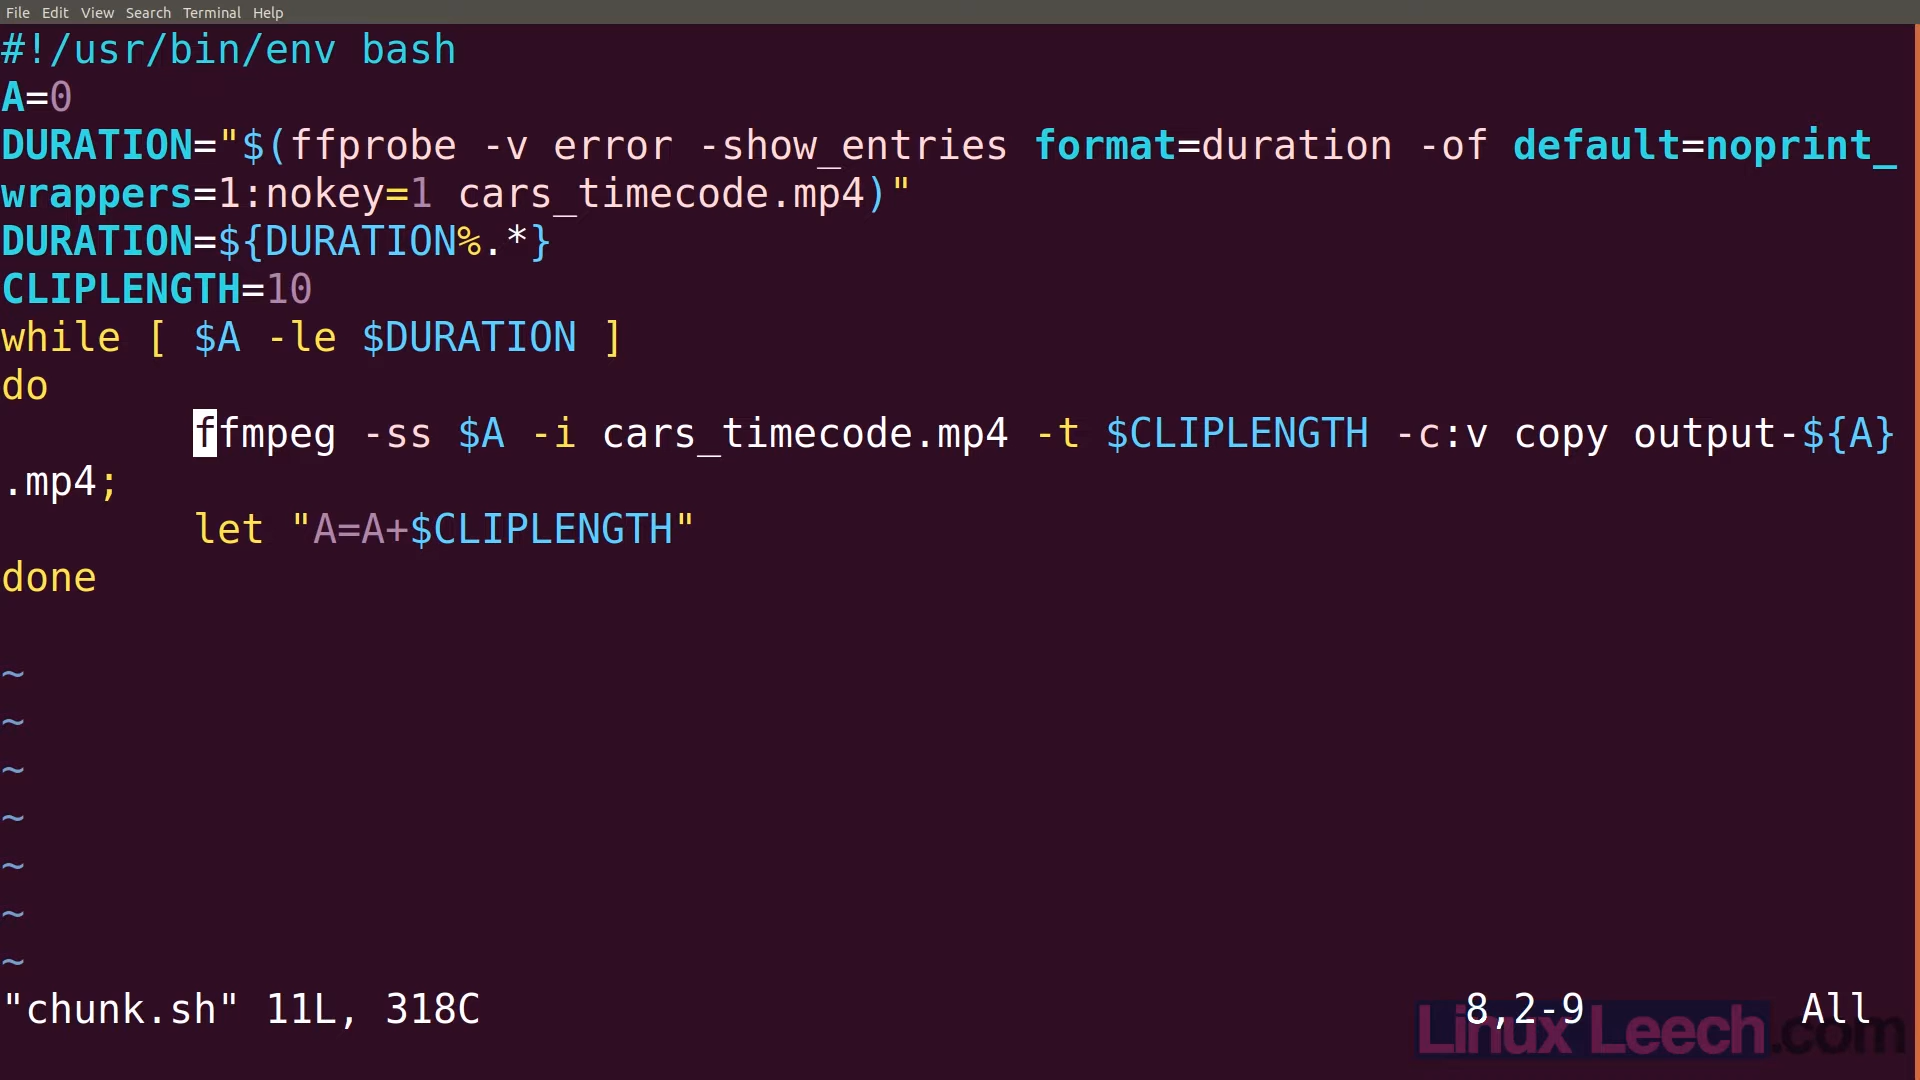 File Edit View Search Terminal Help
#!/usr/bin/env bash
A=0
DURATION="$(ffprobe -v error -show_entries format=duration -of default=noprint_
wrappers=1:nokey=1 cars_timecode.mp4)"
DURATION=${DURATION%.*}
CLIPLENGTH=10
while [ $A -le $DURATION ]
do
        ffmpeg -ss $A -i cars_timecode.mp4 -t $CLIPLENGTH -c:v copy output-${A}
.mp4;
        let "A=A+$CLIPLENGTH"
done
~
~
~
~
~
~
~
"chunk.sh" 11L, 318C 8,2-9 All
Linux Leech.com